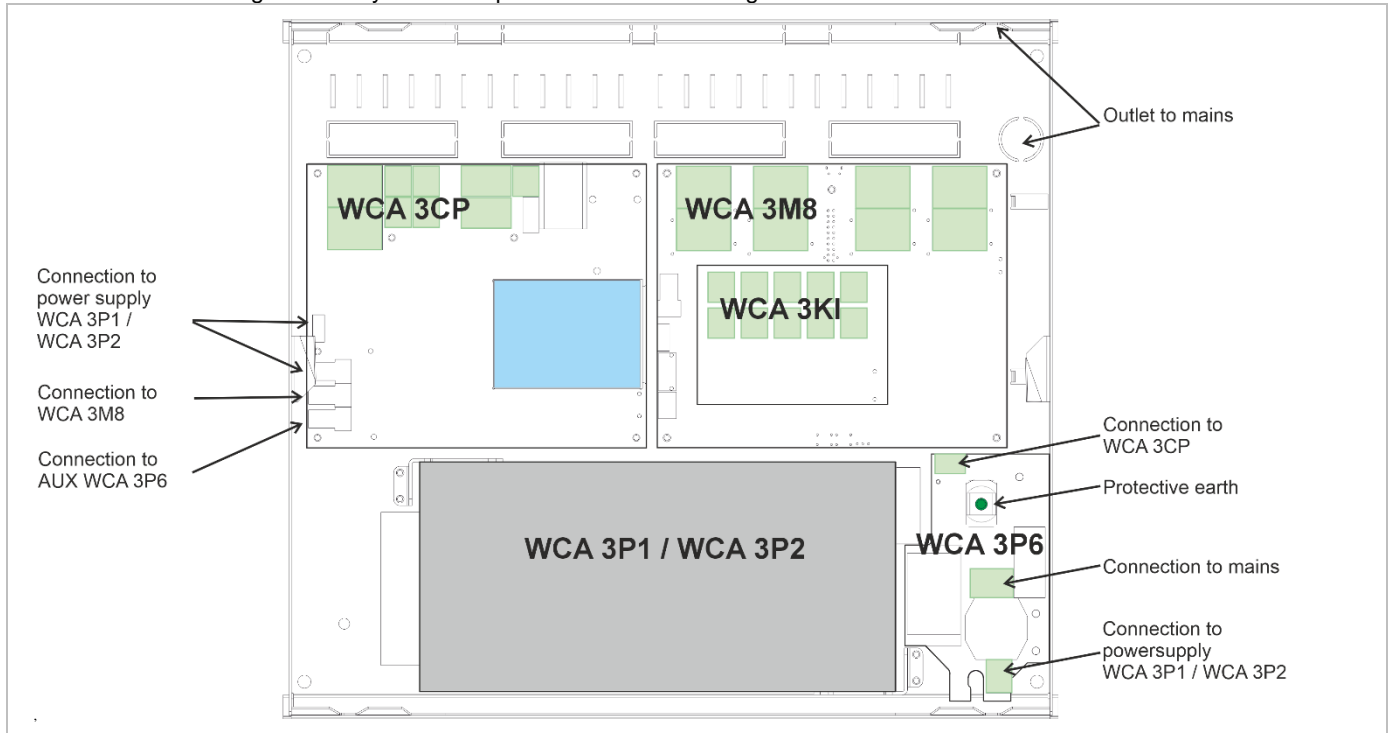 Outlet to mains
WCA 3CP
WCA 3M8
WCA 3KI
Connection to
power supply
WCA 3P1 /
WCA 3P2
Connection to
WCA 3M8
Connection to
AUX WCA 3P6
Connection to
WCA 3CP
Protective earth
WCA 3P1 / WCA 3P2
WCA 3P6
Connection to mains
Connection to
powersupply
WCA 3P1 / WCA 3P2